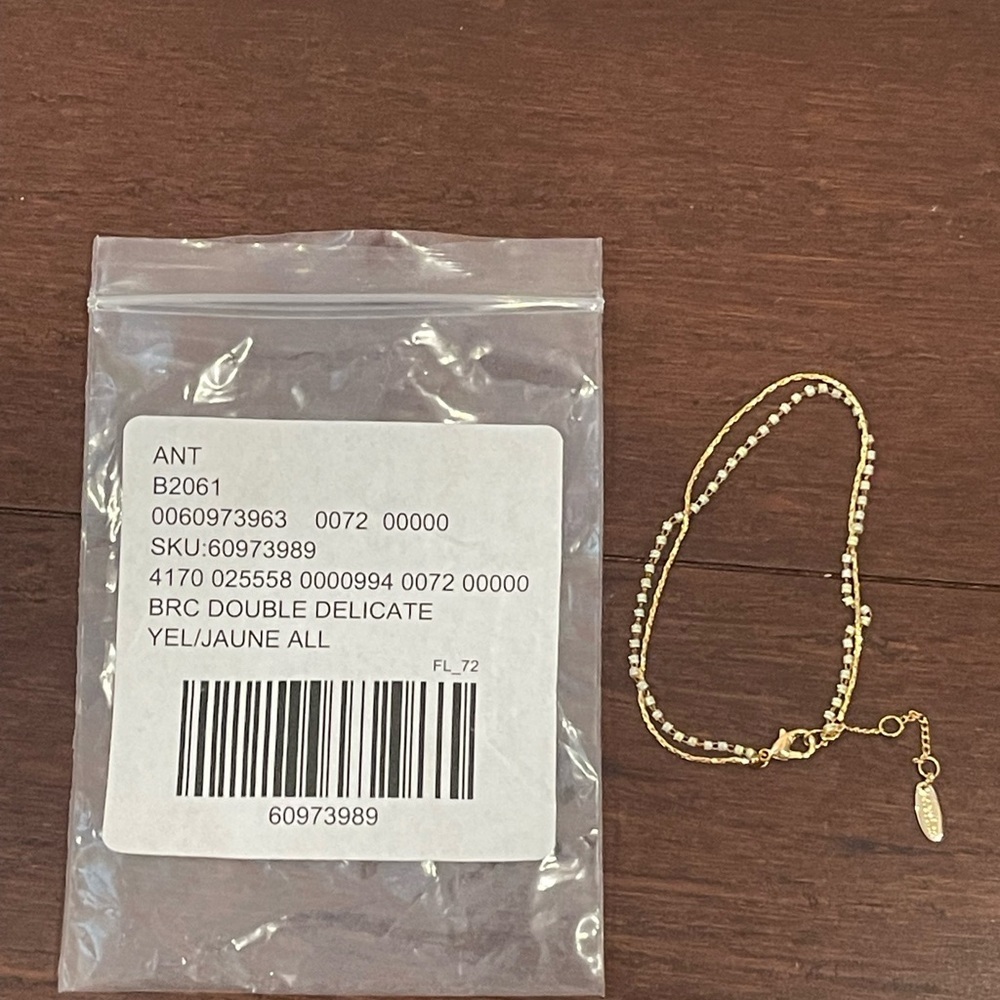 ANT
B2061
0060973963 0072 00000
SKU:60973989
4170 025558 0000994 0072 00000
BRC DOUBLE DELICATE
YEL/JAUNE ALL
FL_72
60973989